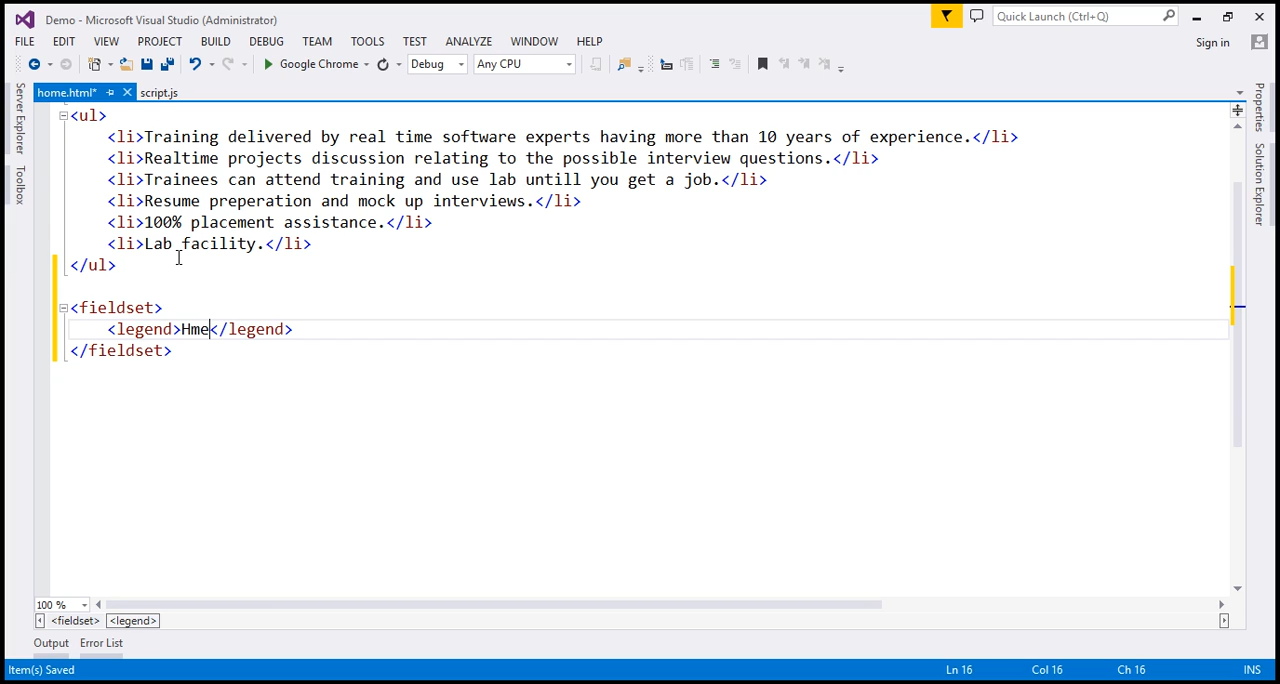 Demo - Microsoft Visual Studio (Administrator)
Quick Launch (Ctrl+Q)
FILE EDIT VIEW PROJECT BUILD DEBUG TEAM TOOLS TEST ANALYZE WINDOW HELP
Sign in
Google Chrome Debug Any CPU
home.html* script.js
Server Explorer
Toolbox
Properties
Solution Explorer
<ul>
<li>Training delivered by real time software experts having more than 10 years of experience.</li>
<li>Realtime projects discussion relating to the possible interview questions.</li>
<li>Trainees can attend training and use lab untill you get a job.</li>
<li>Resume preperation and mock up interviews.</li>
<li>100% placement assistance.</li>
<li>Lab facility.</li>
</ul>
<fieldset>
<legend>Hme</legend>
</fieldset>
100 %
<fieldset> <legend>
Output Error List
Item(s) Saved Ln 16 Col 16 Ch 16 INS